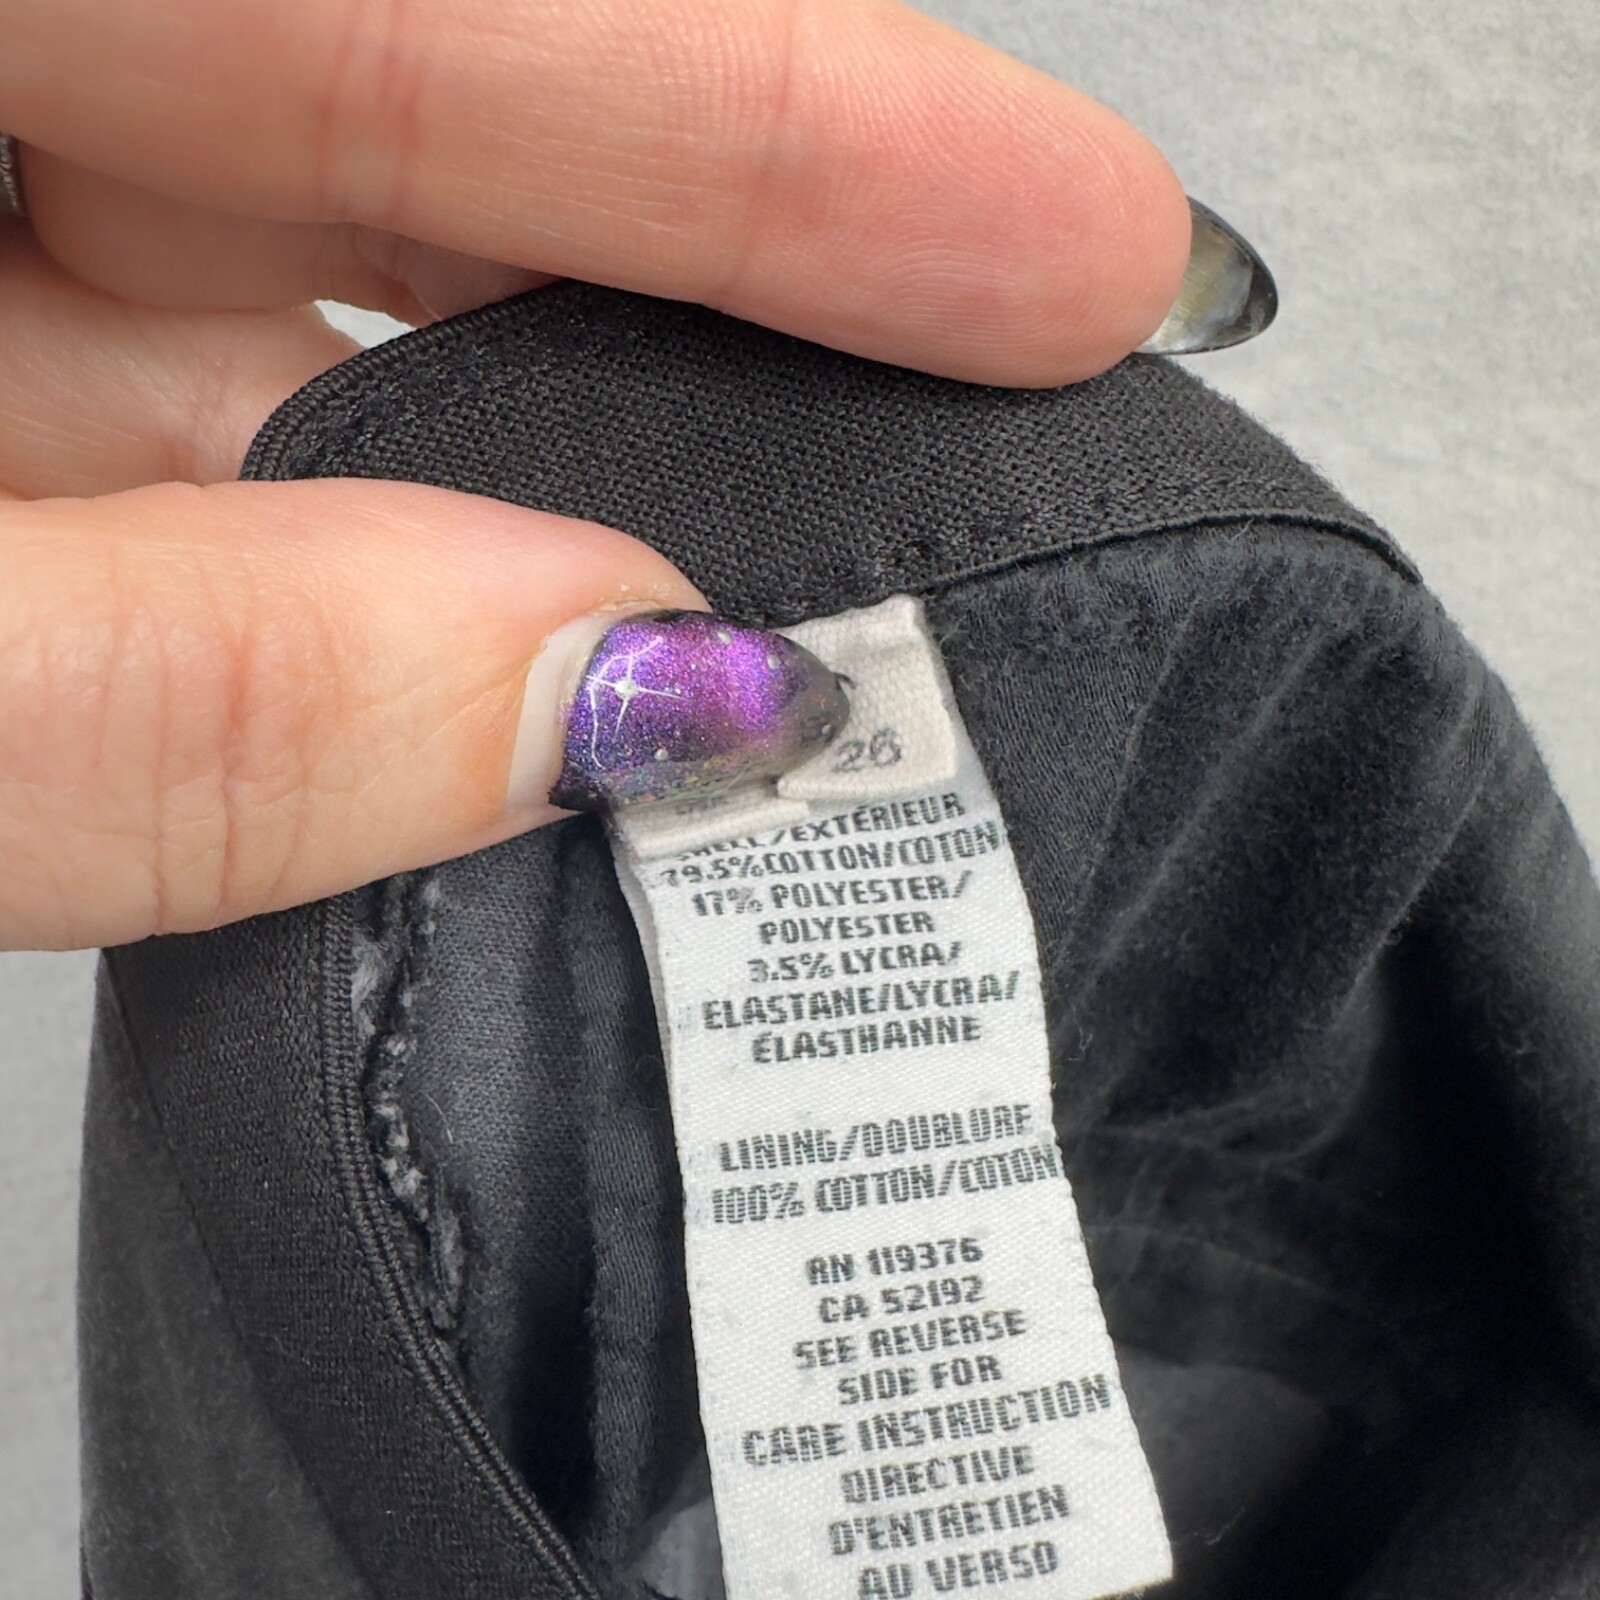 26
SHELL/EXTÉRIEUR
79.5% COTTON/COTON
17% POLYESTER/
POLYESTER
3.5% LYCRA/
ELASTANE/LYCRA/
ÉLASTHANNE
LINING/DOUBLURE
100% COTTON/COTON
RN 119376
CA 52192
SEE REVERSE
SIDE FOR
CARE INSTRUCTION
DIRECTIVE
D'ENTRETIEN
AU VERSO